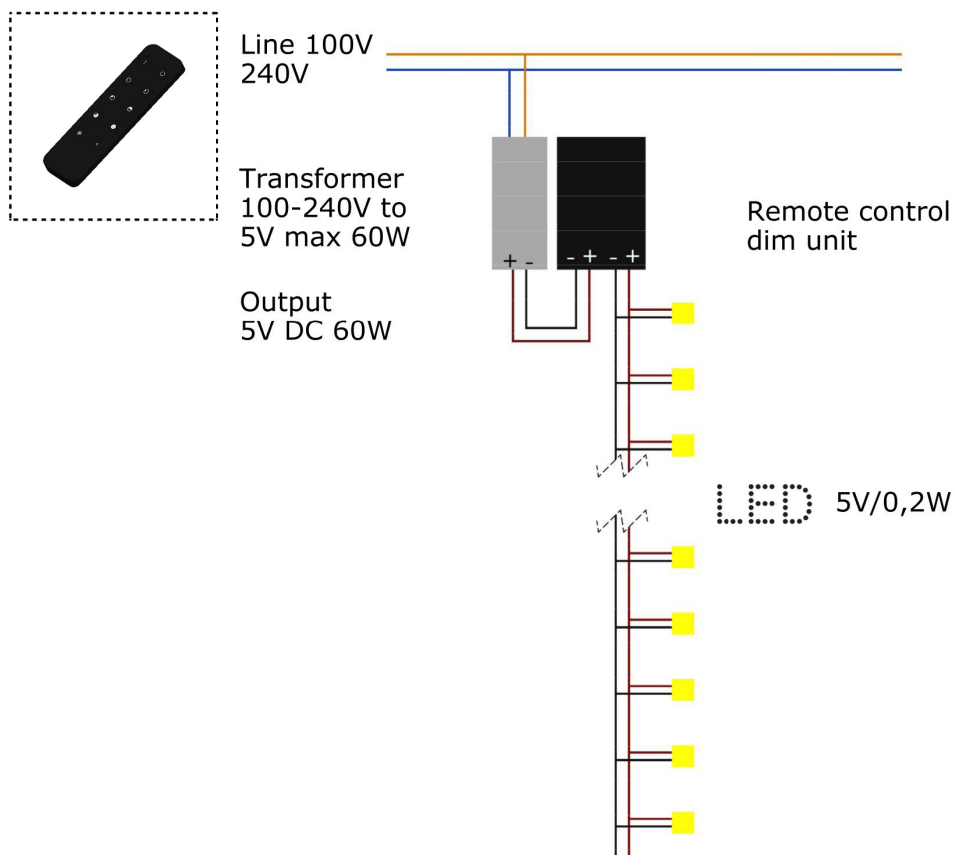 Line 100V
240V
Transformer
100-240V to
5V max 60W
+ -
- + - +
Remote control
dim unit
Output
5V DC 60W
LED 5V/0,2W